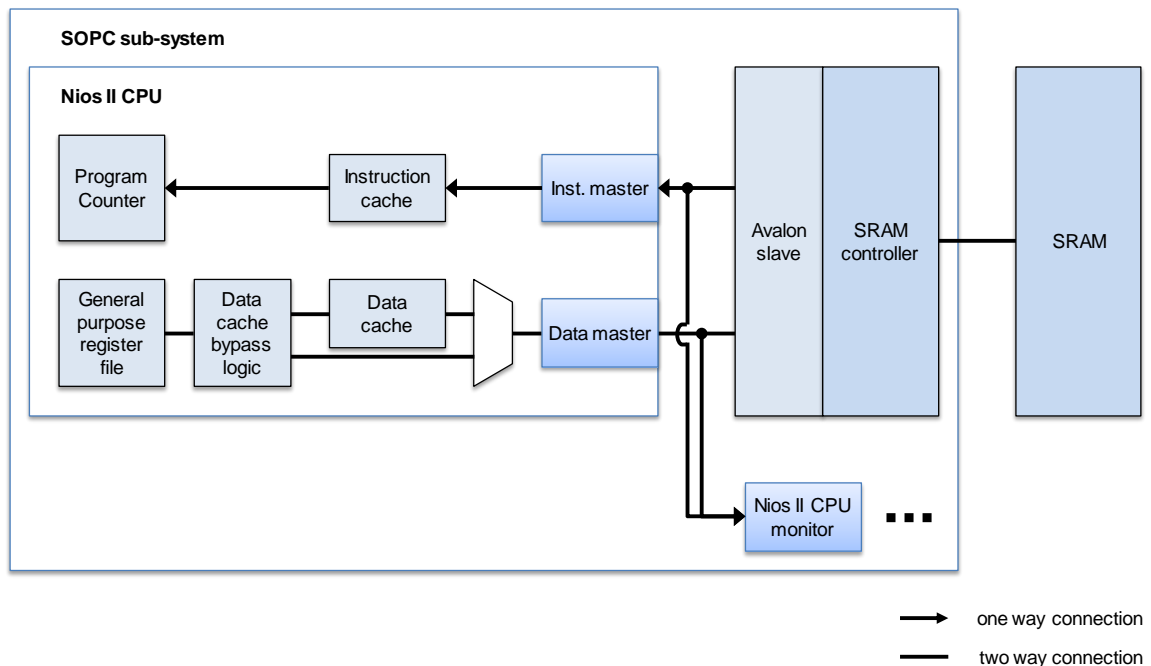 SOPC sub-system
Nios II CPU
Program
Counter
Instruction
cache
Inst. master
Avalon
slave
SRAM
controller
SRAM
General
purpose
register
file
Data
cache
bypass
logic
Data
cache
Data master
Nios II CPU
monitor
one way connection
two way connection